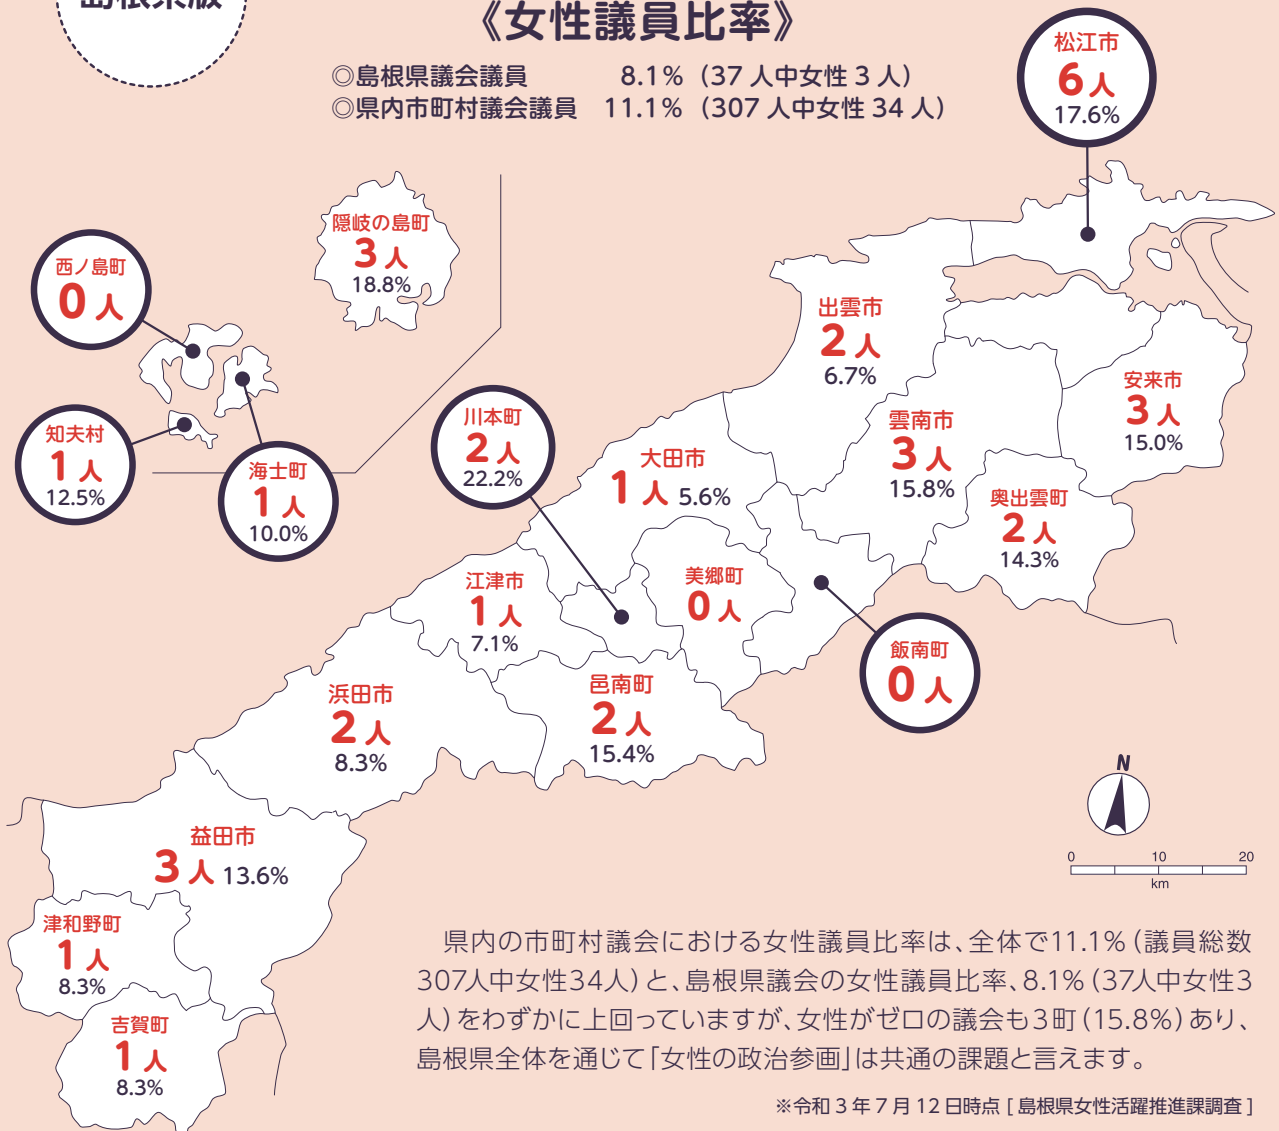 島根県版
《女性議員比率》
◎島根県議会議員 8.1%（37人中女性3人）
◎県内市町村議会議員 11.1%（307人中女性34人）
松江市
6人
17.6%
隠岐の島町
3人
18.8%
西ノ島町
0人
知夫村
1人
12.5%
海士町
1人
10.0%
出雲市
2人
6.7%
安来市
3人
15.0%
雲南市
3人
15.8%
奥出雲町
2人
14.3%
川本町
2人
22.2%
大田市
1人 5.6%
美郷町
0人
飯南町
0人
江津市
1人
7.1%
邑南町
2人
15.4%
浜田市
2人
8.3%
益田市
3人 13.6%
津和野町
1人
8.3%
吉賀町
1人
8.3%
N
0 10 20
km
県内の市町村議会における女性議員比率は、全体で11.1%（議員総数
307人中女性34人）と、島根県議会の女性議員比率、8.1%（37人中女性3
人）をわずかに上回っていますが、女性がゼロの議会も3町（15.8%）あり、
島根県全体を通じて「女性の政治参画」は共通の課題と言えます。
※令和3年7月12日時点［島根県女性活躍推進課調査］